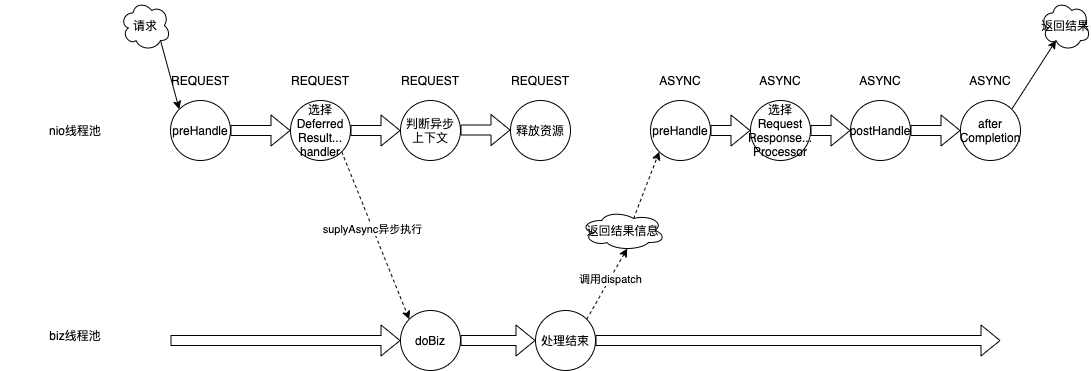 请求
返回结果
REQUEST
REQUEST
REQUEST
REQUEST
ASYNC
ASYNC
ASYNC
ASYNC
nio线程池
preHandle
选择
Deferred
Result...
handler
判断异步
上下文
释放资源
preHandle
选择
Request
Response...
Processor
postHandle
after
Completion
suplyAsync异步执行
返回结果信息
调用dispatch
biz线程池
doBiz
处理结束